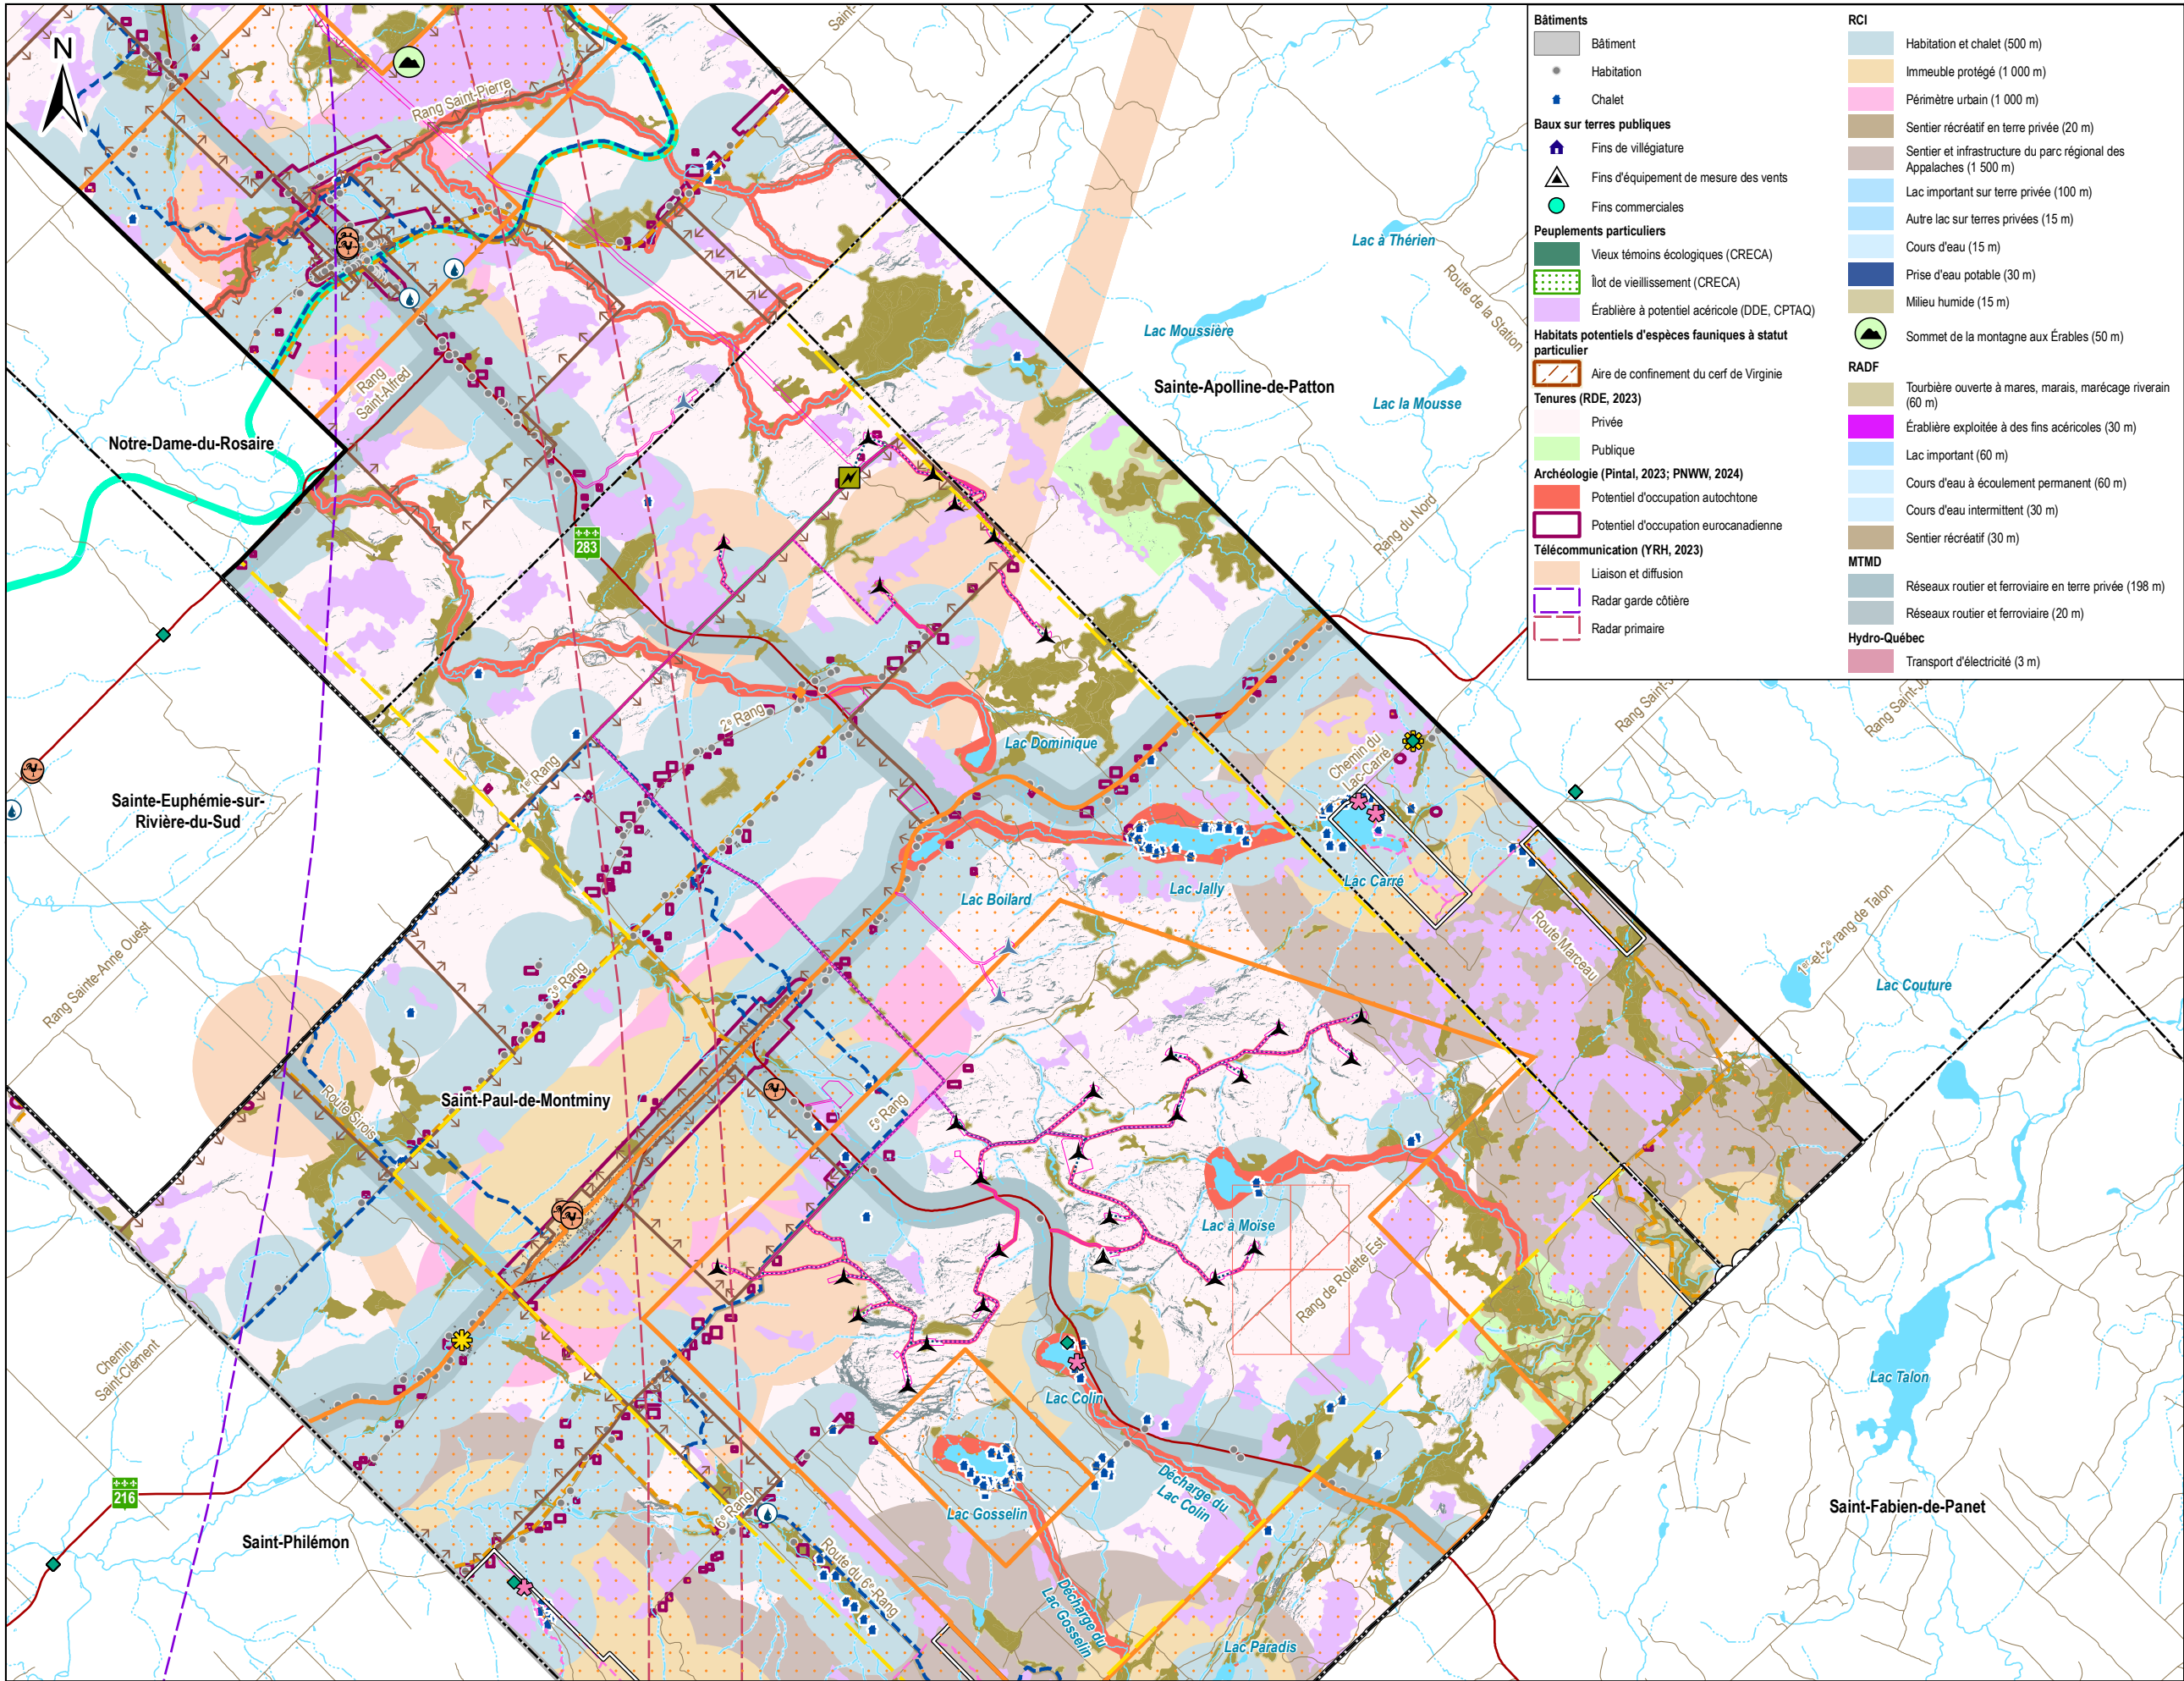 N
Saint-
Rang Saint-Pierre
Rang
Saint-Alfred
Notre-Dame-du-Rosaire
283
Lac à Thérien
Route de la Station
Lac Moussière
Sainte-Apolline-de-Patton
Lac la Mousse
Rang du Nord
Sainte-Euphémie-sur-
Rivière-du-Sud
Rang Sainte-Anne Ouest
1er Rang
2e Rang
3e Rang
Lac Dominique
Chemin du
Lac-Carré
Lac Boilard
Lac Jally
Lac Carré
Route Marceau
Rang Saint-J
Rang Saint-Jo
1er-et-2e rang de Talon
Lac Couture
Saint-Paul-de-Montminy
Route Sirois
5e Rang
Lac à Moïse
Rang de Rolette Est
Chemin
Saint-Clément
Lac Colin
Lac Talon
216
Saint-Philémon
6e Rang
Route du 6e-Rang
Lac Gosselin
Décharge du
Lac Colin
Décharge du
Lac Gosselin
Lac Paradis
Saint-Fabien-de-Panet
Bâtiments
Bâtiment
Habitation
Chalet
Baux sur terres publiques
Fins de villégiature
Fins d'équipement de mesure des vents
Fins commerciales
Peuplements particuliers
Vieux témoins écologiques (CRECA)
Îlot de vieillissement (CRECA)
Érablière à potentiel acéricole (DDE, CPTAQ)
Habitats potentiels d'espèces fauniques à statut
particulier
Aire de confinement du cerf de Virginie
Tenures (RDE, 2023)
Privée
Publique
Archéologie (Pintal, 2023; PNWW, 2024)
Potentiel d'occupation autochtone
Potentiel d'occupation eurocanadienne
Télécommunication (YRH, 2023)
Liaison et diffusion
Radar garde côtière
Radar primaire
RCI
Habitation et chalet (500 m)
Immeuble protégé (1 000 m)
Périmètre urbain (1 000 m)
Sentier récréatif en terre privée (20 m)
Sentier et infrastructure du parc régional des
Appalaches (1 500 m)
Lac important sur terre privée (100 m)
Autre lac sur terres privées (15 m)
Cours d'eau (15 m)
Prise d'eau potable (30 m)
Milieu humide (15 m)
Sommet de la montagne aux Érables (50 m)
RADF
Tourbière ouverte à mares, marais, marécage riverain
(60 m)
Érablière exploitée à des fins acéricoles (30 m)
Lac important (60 m)
Cours d'eau à écoulement permanent (60 m)
Cours d'eau intermittent (30 m)
Sentier récréatif (30 m)
MTMD
Réseaux routier et ferroviaire en terre privée (198 m)
Réseaux routier et ferroviaire (20 m)
Hydro-Québec
Transport d'électricité (3 m)